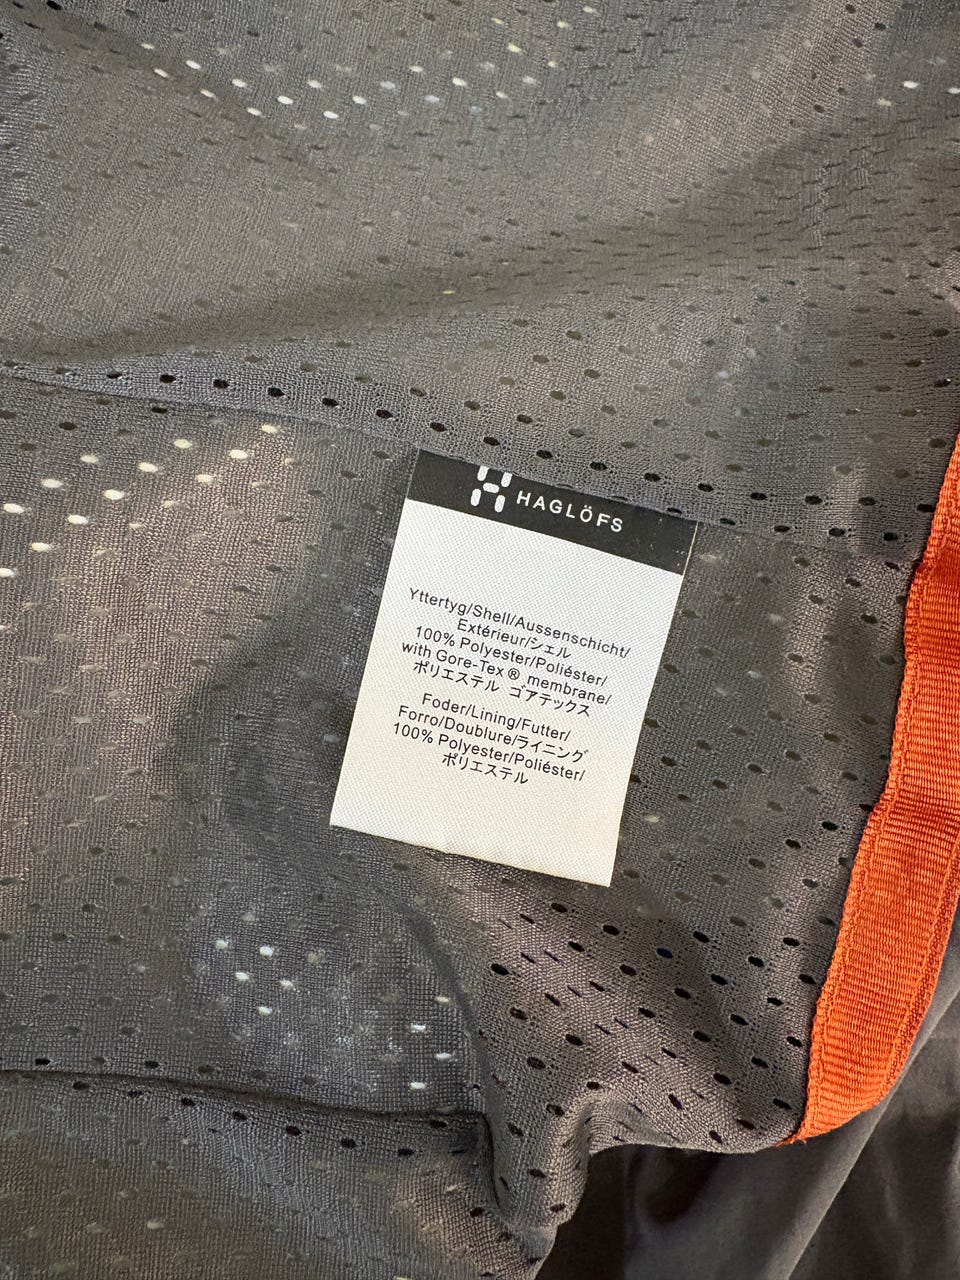 HAGLÖFS
Yttertyg/Shell/Aussenschicht/
Extérieur/シェル
100% Polyester/Poliéster/
with Gore-Tex® membrane/
ポリエステル ゴアテックス
Foder/Lining/Futter/
Forro/Doublure/ライニング
100% Polyester/Poliéster/
ポリエステル